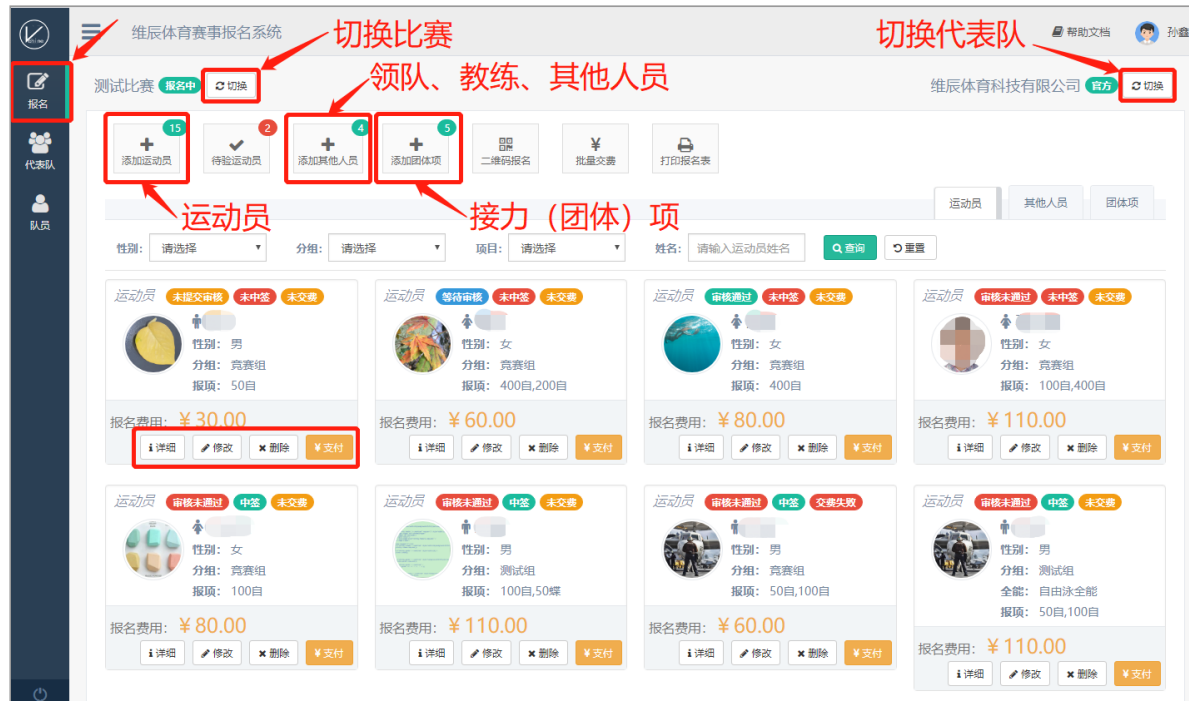 维辰体育赛事报名系统
切换比赛
切换代表队
帮助文档
孙鑫
测试比赛 报名中 切换
领队、教练、其他人员
维辰体育科技有限公司 官方 切换
报名
代表队
队员
15
2
4
5
添加运动员
待验运动员
添加其他人员
添加团体项
二维码报名
¥
批量交费
打印报名表
运动员
接力（团体）项
运动员
其他人员
团体项
性别： 请选择
分组： 请选择
项目： 请选择
姓名： 请输入运动员姓名
查询
重置
运动员 未提交审核 未中签 未交费
性别： 男
分组： 竞赛组
报项： 50自
报名费用： ¥30.00
详细 修改 删除 ¥支付
运动员 等待审核 未中签 未交费
性别： 女
分组： 竞赛组
报项： 400自,200自
报名费用： ¥60.00
详细 修改 删除 ¥支付
运动员 审核通过 未中签 未交费
性别： 女
分组： 竞赛组
报项： 400自
报名费用： ¥80.00
详细 修改 删除 ¥支付
运动员 审核未通过 未中签 未交费
性别： 女
分组： 竞赛组
报项： 100自,400自
报名费用： ¥110.00
详细 修改 删除 ¥支付
运动员 审核未通过 中签 未交费
性别： 女
分组： 竞赛组
报项： 100自
报名费用： ¥80.00
详细 修改 删除 ¥支付
运动员 审核未通过 中签 未交费
性别： 男
分组： 测试组
报项： 100自,50蝶
报名费用： ¥110.00
详细 修改 删除 ¥支付
运动员 审核未通过 中签 交费失败
性别： 男
分组： 竞赛组
报项： 50自,100自
报名费用： ¥60.00
详细 修改 删除 ¥支付
运动员 审核未通过 中签 未交费
性别： 男
分组： 测试组
全能： 自由泳全能
报项： 50自,100自
报名费用： ¥110.00
详细 修改 删除 ¥支付